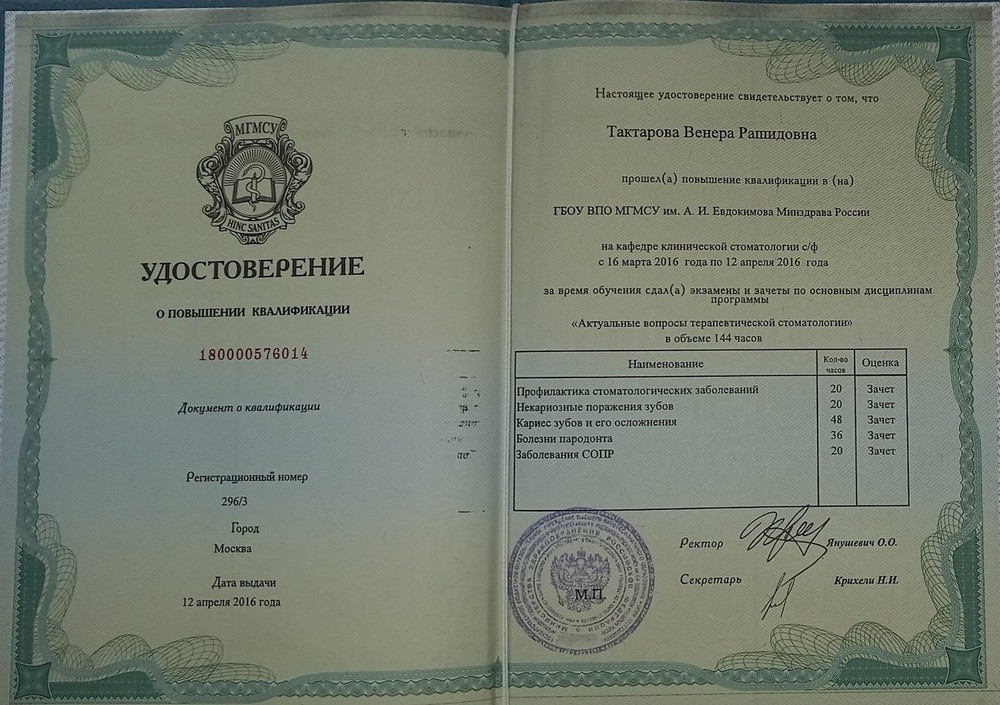 МГМСУ
HINC SANITAS
УДОСТОВЕРЕНИЕ
О ПОВЫШЕНИИ КВАЛИФИКАЦИИ
180000576014
Документ о квалификации
Регистрационный номер
296/3
Город
Москва
Дата выдачи
12 апреля 2016 года
Настоящее удостоверение свидетельствует о том, что
Тактарова Венера Рашидовна
прошел(а) повышение квалификации в (на)
ГБОУ ВПО МГМСУ им. А. И. Евдокимова Минздрава России
на кафедре клинической стоматологии с/ф
с 16 марта 2016 года по 12 апреля 2016 года
за время обучения сдал(а) экзамены и зачеты по основным дисциплинам
программы
«Актуальные вопросы терапевтической стоматологии»
в объеме 144 часов
Наименование Кол-во часов Оценка
Профилактика стоматологических заболеваний 20 Зачет
Некариозные поражения зубов 20 Зачет
Кариес зубов и его осложнения 48 Зачет
Болезни пародонта 36 Зачет
Заболевания СОПР 20 Зачет
Ректор Янушевич О.О.
Секретарь Крихели Н.И.
М.П.